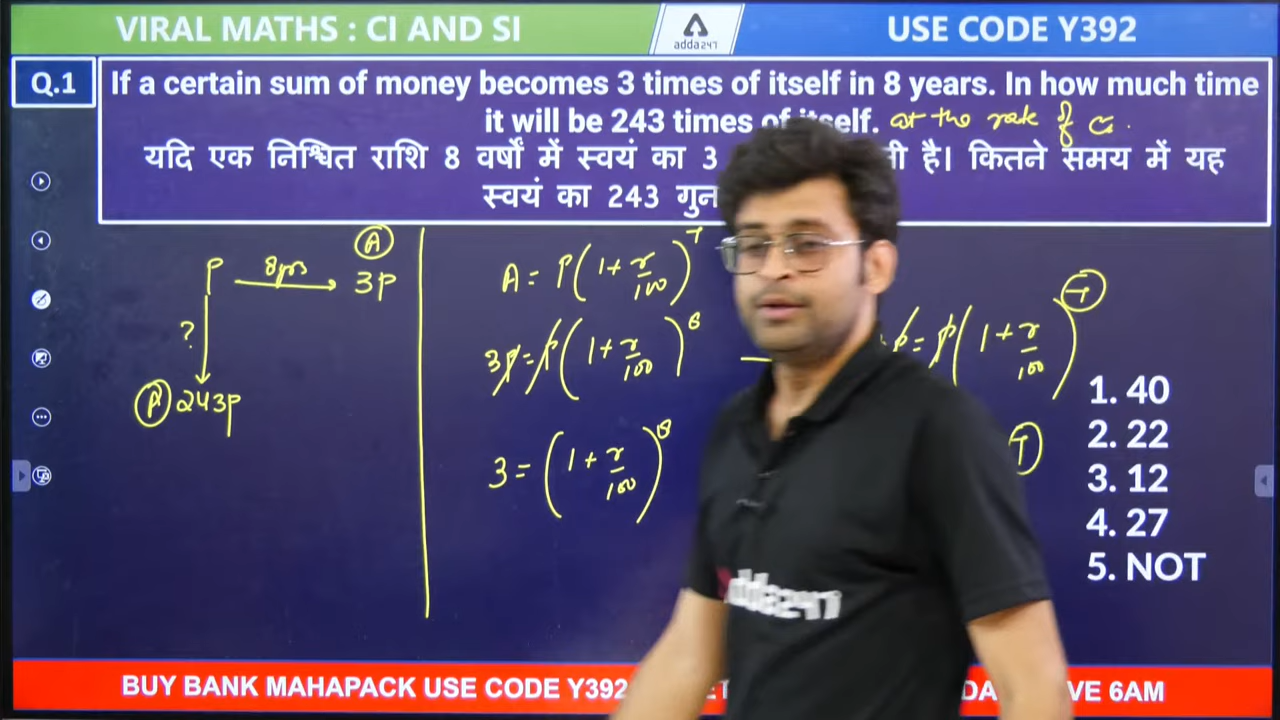 VIRAL MATHS : CI AND SI
adda247
USE CODE Y392
Q.1
If a certain sum of money becomes 3 times of itself in 8 years. In how much time
it will be 243 times of itself. at the rate of CI.
यदि एक निश्चित राशि 8 वर्षों में स्वयं का 3 है। कितने समय में यह
स्वयं का 243
P 8yrs 3P
A
?
243P
A = P(1 + r/100)^T
3P = P(1 + r/100)^8
3 = (1 + r/100)^8
P = P(1 + r/100)^T
T
1. 40
2. 22
3. 12
4. 27
5. NOT
adda247
BUY BANK MAHAPACK USE CODE Y392
6AM